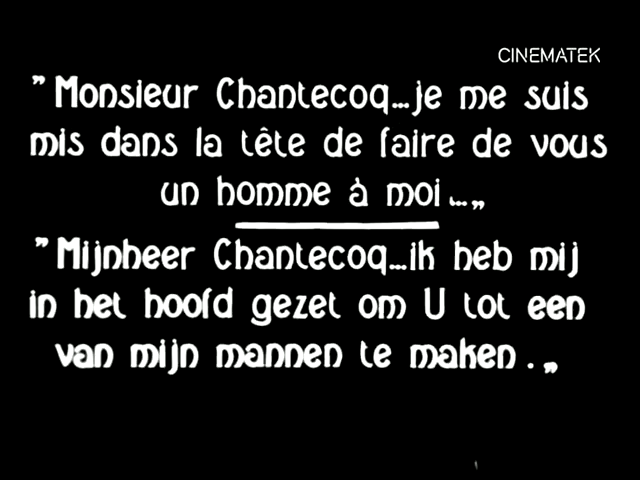 CINEMATEK
"Monsieur Chantecoq...je me suis
mis dans la tête de faire de vous
un homme à moi...„
"Mijnheer Chantecoq...ik heb mij
in het hoofd gezet om U tot een
van mijn mannen te maken.„